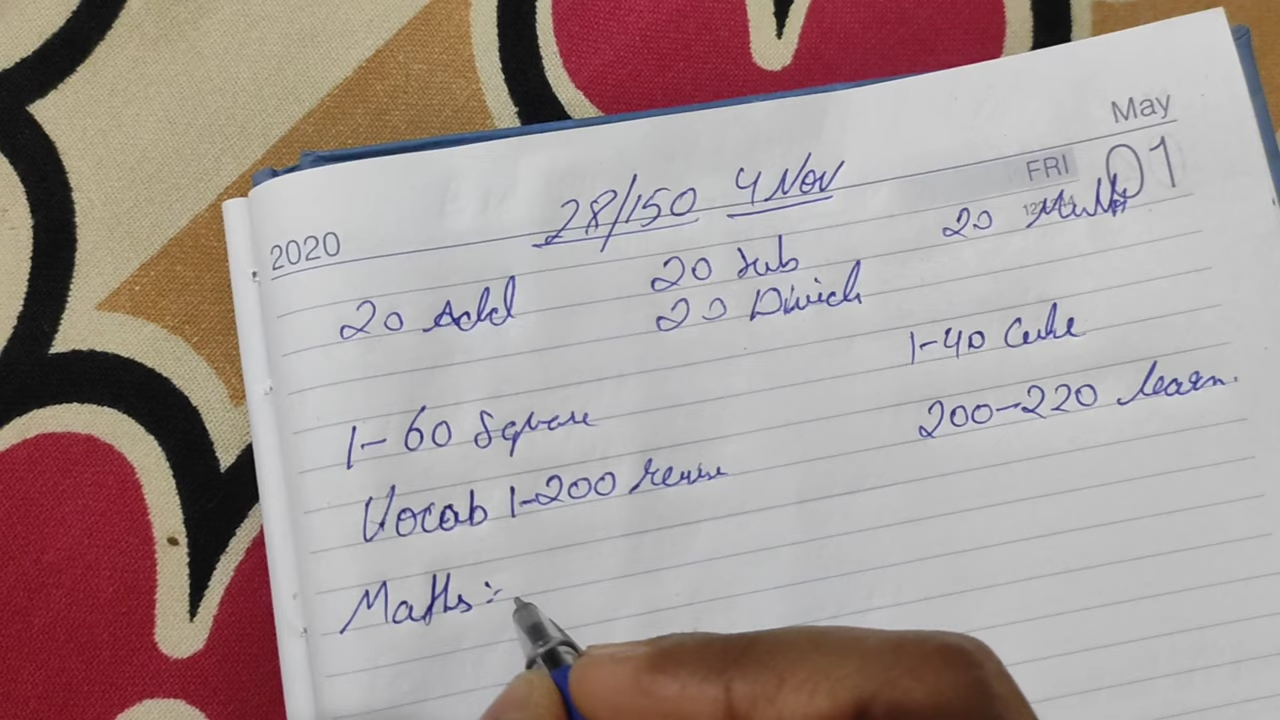 May
FRI 01
2020 28/150 4 Nov
20 Add 20 Sub 20 Mult
20 Divich
1-60 Square 1-40 Cube
Vocab 1-200 revise 200-220 learn.
Maths :-